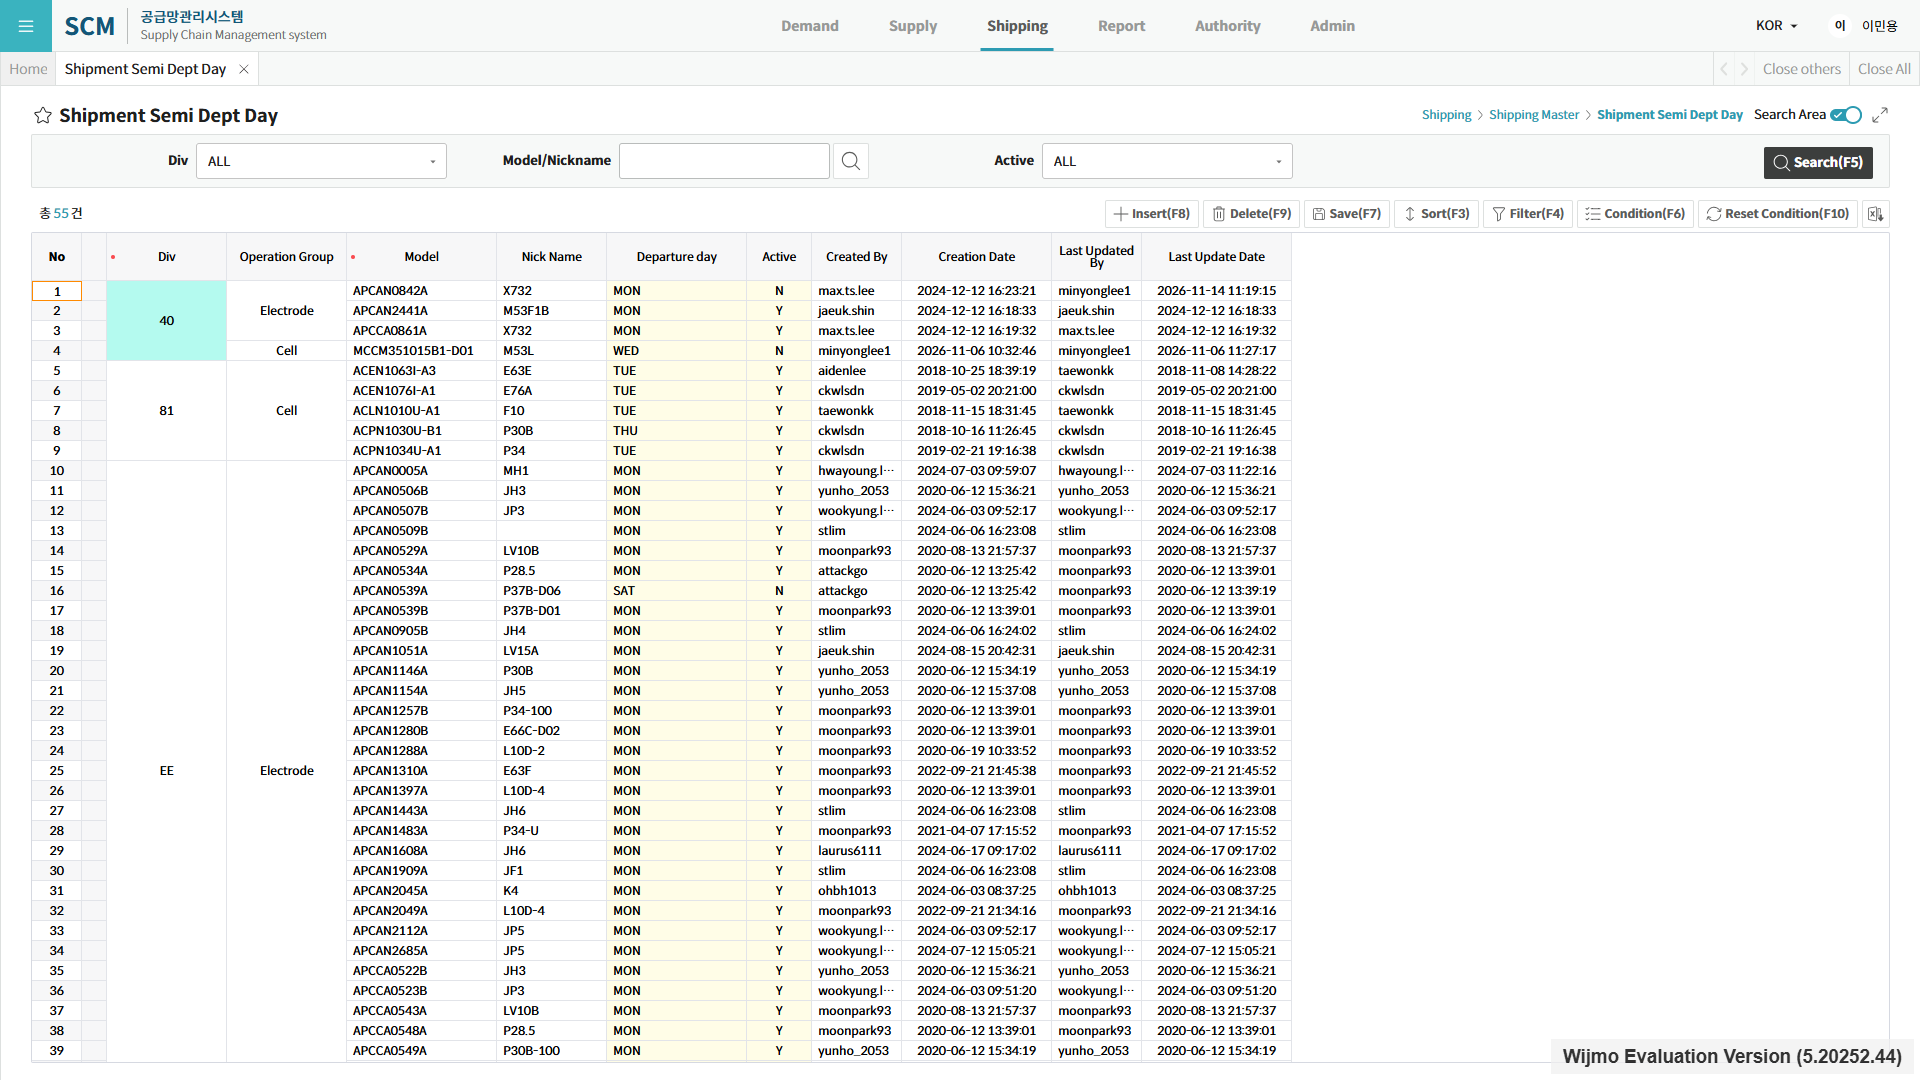 SCM
공급망관리시스템
Supply Chain Management system
Demand Supply Shipping Report Authority Admin
KOR 이 이민용
Home Shipment Semi Dept Day Close others Close All
Shipment Semi Dept Day
Shipping > Shipping Master > Shipment Semi Dept Day Search Area
Div ALL Model/Nickname Active ALL Search(F5)
총 55 건
Insert(F8) Delete(F9) Save(F7) Sort(F3) Filter(F4) Condition(F6) Reset Condition(F10)
No Div Operation Group Model Nick Name Departure day Active Created By Creation Date Last Updated By Last Update Date
1 40 Electrode APCAN0842A X732 MON N max.ts.lee 2024-12-12 16:23:21 minyonglee1 2026-11-14 11:19:15
2 APCAN2441A M53F1B MON Y jaeuk.shin 2024-12-12 16:18:33 jaeuk.shin 2024-12-12 16:18:33
3 APCCA0861A X732 MON Y max.ts.lee 2024-12-12 16:19:32 max.ts.lee 2024-12-12 16:19:32
4 Cell MCCM351015B1-D01 M53L WED N minyonglee1 2026-11-06 10:32:46 minyonglee1 2026-11-06 11:27:17
5 81 Cell ACEN1063I-A3 E63E TUE Y aidenlee 2018-10-25 18:39:19 taewonkk 2018-11-08 14:28:22
6 ACEN1076I-A1 E76A TUE Y ckwlsdn 2019-05-02 20:21:00 ckwlsdn 2019-05-02 20:21:00
7 ACLN1010U-A1 F10 TUE Y taewonkk 2018-11-15 18:31:45 taewonkk 2018-11-15 18:31:45
8 ACPN1030U-B1 P30B THU Y ckwlsdn 2018-10-16 11:26:45 ckwlsdn 2018-10-16 11:26:45
9 ACPN1034U-A1 P34 TUE Y ckwlsdn 2019-02-21 19:16:38 ckwlsdn 2019-02-21 19:16:38
10 EE Electrode APCAN0005A MH1 MON Y hwayoung.l··· 2024-07-03 09:59:07 hwayoung.l··· 2024-07-03 11:22:16
11 APCAN0506B JH3 MON Y yunho_2053 2020-06-12 15:36:21 yunho_2053 2020-06-12 15:36:21
12 APCAN0507B JP3 MON Y wookyung.l··· 2024-06-03 09:52:17 wookyung.l··· 2024-06-03 09:52:17
13 APCAN0509B MON Y stlim 2024-06-06 16:23:08 stlim 2024-06-06 16:23:08
14 APCAN0529A LV10B MON Y moonpark93 2020-08-13 21:57:37 moonpark93 2020-08-13 21:57:37
15 APCAN0534A P28.5 MON Y attackgo 2020-06-12 13:25:42 moonpark93 2020-06-12 13:39:01
16 APCAN0539A P37B-D06 SAT N attackgo 2020-06-12 13:25:42 moonpark93 2020-06-12 13:39:19
17 APCAN0539B P37B-D01 MON Y moonpark93 2020-06-12 13:39:01 moonpark93 2020-06-12 13:39:01
18 APCAN0905B JH4 MON Y stlim 2024-06-06 16:24:02 stlim 2024-06-06 16:24:02
19 APCAN1051A LV15A MON Y jaeuk.shin 2024-08-15 20:42:31 jaeuk.shin 2024-08-15 20:42:31
20 APCAN1146A P30B MON Y yunho_2053 2020-06-12 15:34:19 yunho_2053 2020-06-12 15:34:19
21 APCAN1154A JH5 MON Y yunho_2053 2020-06-12 15:37:08 yunho_2053 2020-06-12 15:37:08
22 APCAN1257B P34-100 MON Y moonpark93 2020-06-12 13:39:01 moonpark93 2020-06-12 13:39:01
23 APCAN1280B E66C-D02 MON Y moonpark93 2020-06-12 13:39:01 moonpark93 2020-06-12 13:39:01
24 APCAN1288A L10D-2 MON Y moonpark93 2020-06-19 10:33:52 moonpark93 2020-06-19 10:33:52
25 APCAN1310A E63F MON Y moonpark93 2022-09-21 21:45:38 moonpark93 2022-09-21 21:45:52
26 APCAN1397A L10D-4 MON Y moonpark93 2020-06-12 13:39:01 moonpark93 2020-06-12 13:39:01
27 APCAN1443A JH6 MON Y stlim 2024-06-06 16:23:08 stlim 2024-06-06 16:23:08
28 APCAN1483A P34-U MON Y moonpark93 2021-04-07 17:15:52 moonpark93 2021-04-07 17:15:52
29 APCAN1608A JH6 MON Y laurus6111 2024-06-17 09:17:02 laurus6111 2024-06-17 09:17:02
30 APCAN1909A JF1 MON Y stlim 2024-06-06 16:23:08 stlim 2024-06-06 16:23:08
31 APCAN2045A K4 MON Y ohbh1013 2024-06-03 08:37:25 ohbh1013 2024-06-03 08:37:25
32 APCAN2049A L10D-4 MON Y moonpark93 2022-09-21 21:34:16 moonpark93 2022-09-21 21:34:16
33 APCAN2112A JP5 MON Y wookyung.l··· 2024-06-03 09:52:17 wookyung.l··· 2024-06-03 09:52:17
34 APCAN2685A JP5 MON Y wookyung.l··· 2024-07-12 15:05:21 wookyung.l··· 2024-07-12 15:05:21
35 APCCA0522B JH3 MON Y yunho_2053 2020-06-12 15:36:21 yunho_2053 2020-06-12 15:36:21
36 APCCA0523B JP3 MON Y wookyung.l··· 2024-06-03 09:51:20 wookyung.l··· 2024-06-03 09:51:20
37 APCCA0543A LV10B MON Y moonpark93 2020-08-13 21:57:37 moonpark93 2020-08-13 21:57:37
38 APCCA0548A P28.5 MON Y moonpark93 2020-06-12 13:39:01 moonpark93 2020-06-12 13:39:01
39 APCCA0549A P30B-100 MON Y yunho_2053 2020-06-12 15:34:19 yunho_2053 2020-06-12 15:34:19
Wijmo Evaluation Version (5.20252.44)